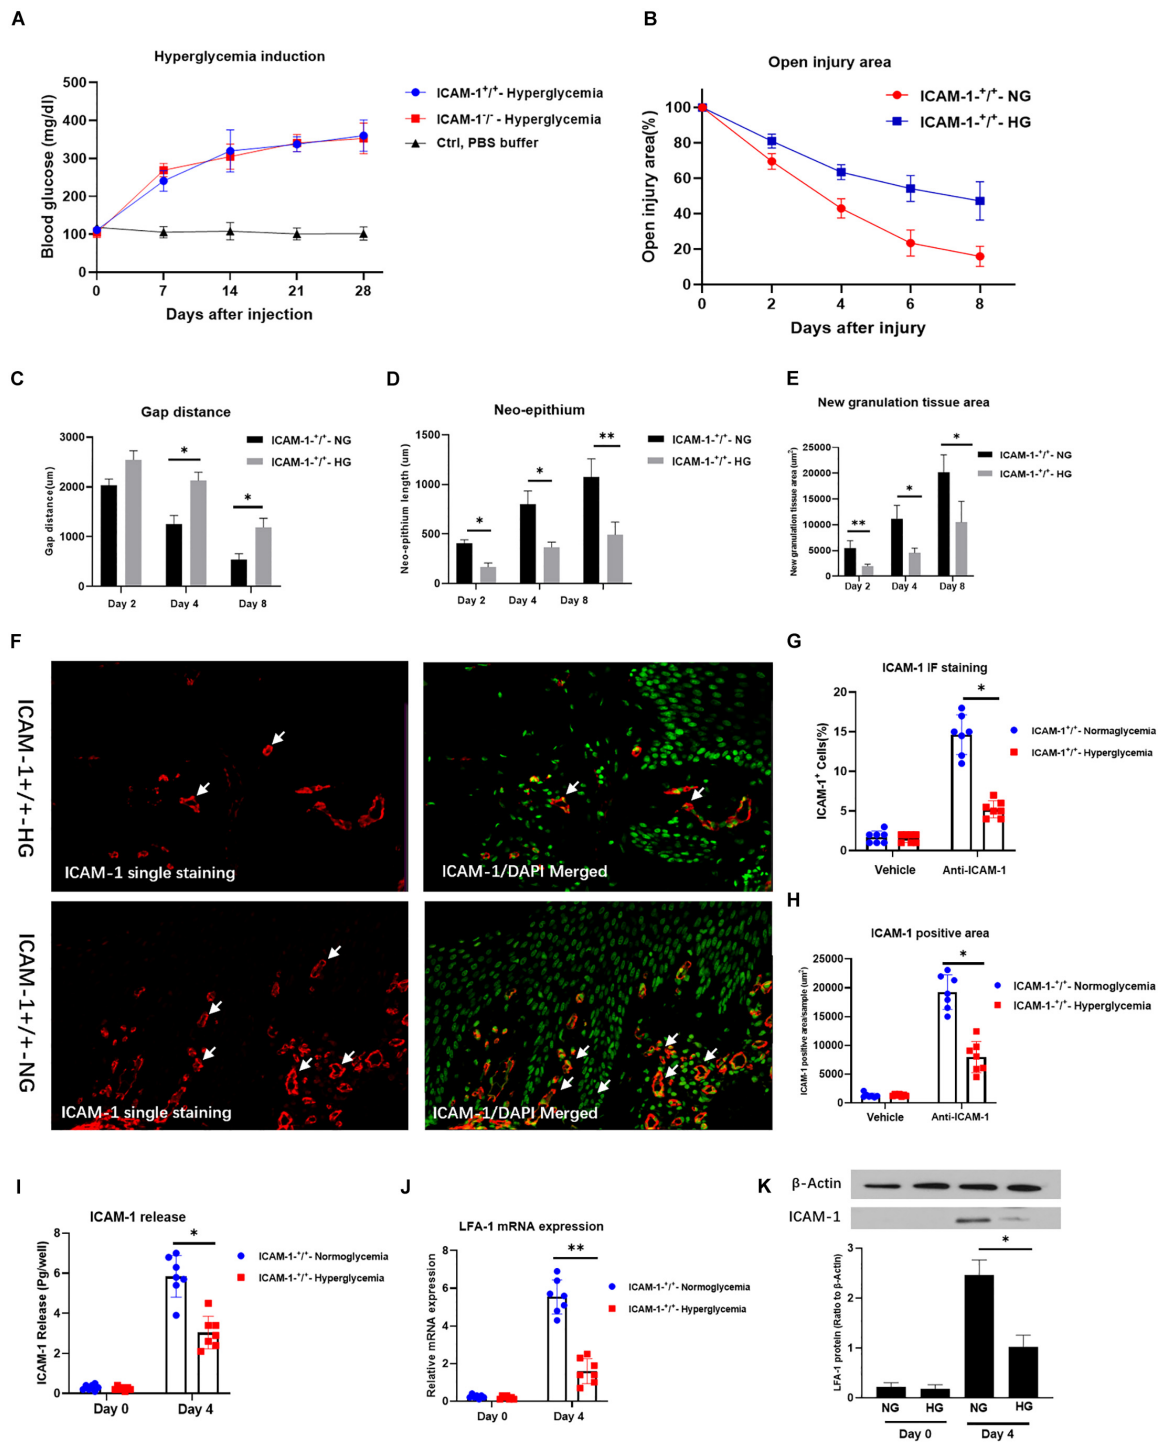 A
Hyperglycemia induction
Blood glucose (mg/dl)
500
400
300
200
100
0
0 7 14 21 28
Days after injection
ICAM-1+/+- Hyperglycemia
ICAM-1-/- - Hyperglycemia
Ctrl, PBS buffer
B
Open injury area
Open injury area(%)
100
80
60
40
20
0
0 2 4 6 8
Days after injury
ICAM-1-+/+- NG
ICAM-1-+/+- HG
C
Gap distance
Gap distance(um)
3000
2000
1000
0
Day 2 Day 4 Day 8
* *
ICAM-1-+/+- NG
ICAM-1-+/+- HG
D
Neo-epithium
Neo-epithium length (um)
1500
1000
500
0
Day 2 Day 4 Day 8
* * **
ICAM-1-+/+- NG
ICAM-1-+/+- HG
E
New granulation tissue area
New granulation tissue area (um2)
25000
20000
15000
10000
5000
0
Day 2 Day 4 Day 8
** * *
ICAM-1-+/+- NG
ICAM-1-+/+- HG
F
ICAM-1+/+-HG
ICAM-1 single staining
ICAM-1/DAPI Merged
ICAM-1+/+-NG
ICAM-1 single staining
ICAM-1/DAPI Merged
G
ICAM-1 IF staining
ICAM-1+ Cells(%)
20
15
10
5
0
Vehicle Anti-ICAM-1
*
ICAM-1+/+- Normaglycemia
ICAM-1+/+- Hyperglycemia
H
ICAM-1 positive area
ICAM-1 positive area/sample (um2)
25000
20000
15000
10000
5000
0
Vehicle Anti-ICAM-1
*
ICAM-1-+/+- Normoglycemia
ICAM-1-+/+- Hyperglycemia
I
ICAM-1 release
ICAM-1 Release (Pg/well)
8
6
4
2
0
Day 0 Day 4
*
ICAM-1-+/+- Normoglycemia
ICAM-1-+/+- Hyperglycemia
J
LFA-1 mRNA expression
Relative mRNA expression
8
6
4
2
0
Day 0 Day 4
**
ICAM-1-+/+- Normoglycemia
ICAM-1-+/+- Hyperglycemia
K
β-Actin
ICAM-1
LFA-1 protein (Ratio to β-Actin)
3
2
1
0
*
NG HG NG HG
Day 0 Day 4